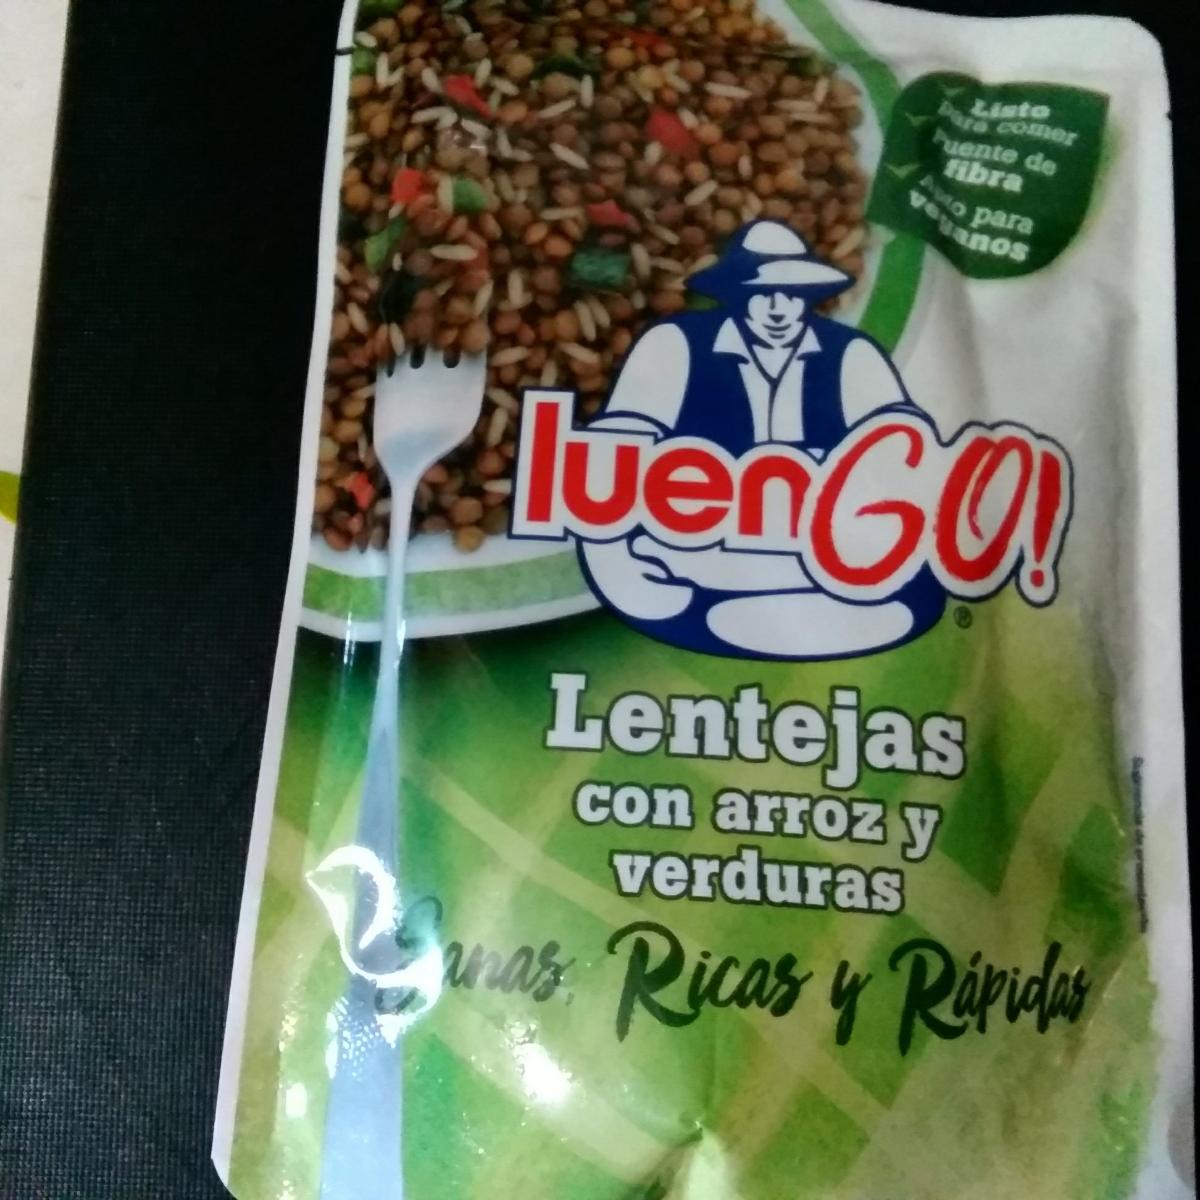 Listo
para comer
Fuente de
fibra
Apto para
veganos
luenGO!
®
Lentejas
con arroz y
verduras
Sanas, Ricas y Rápidas